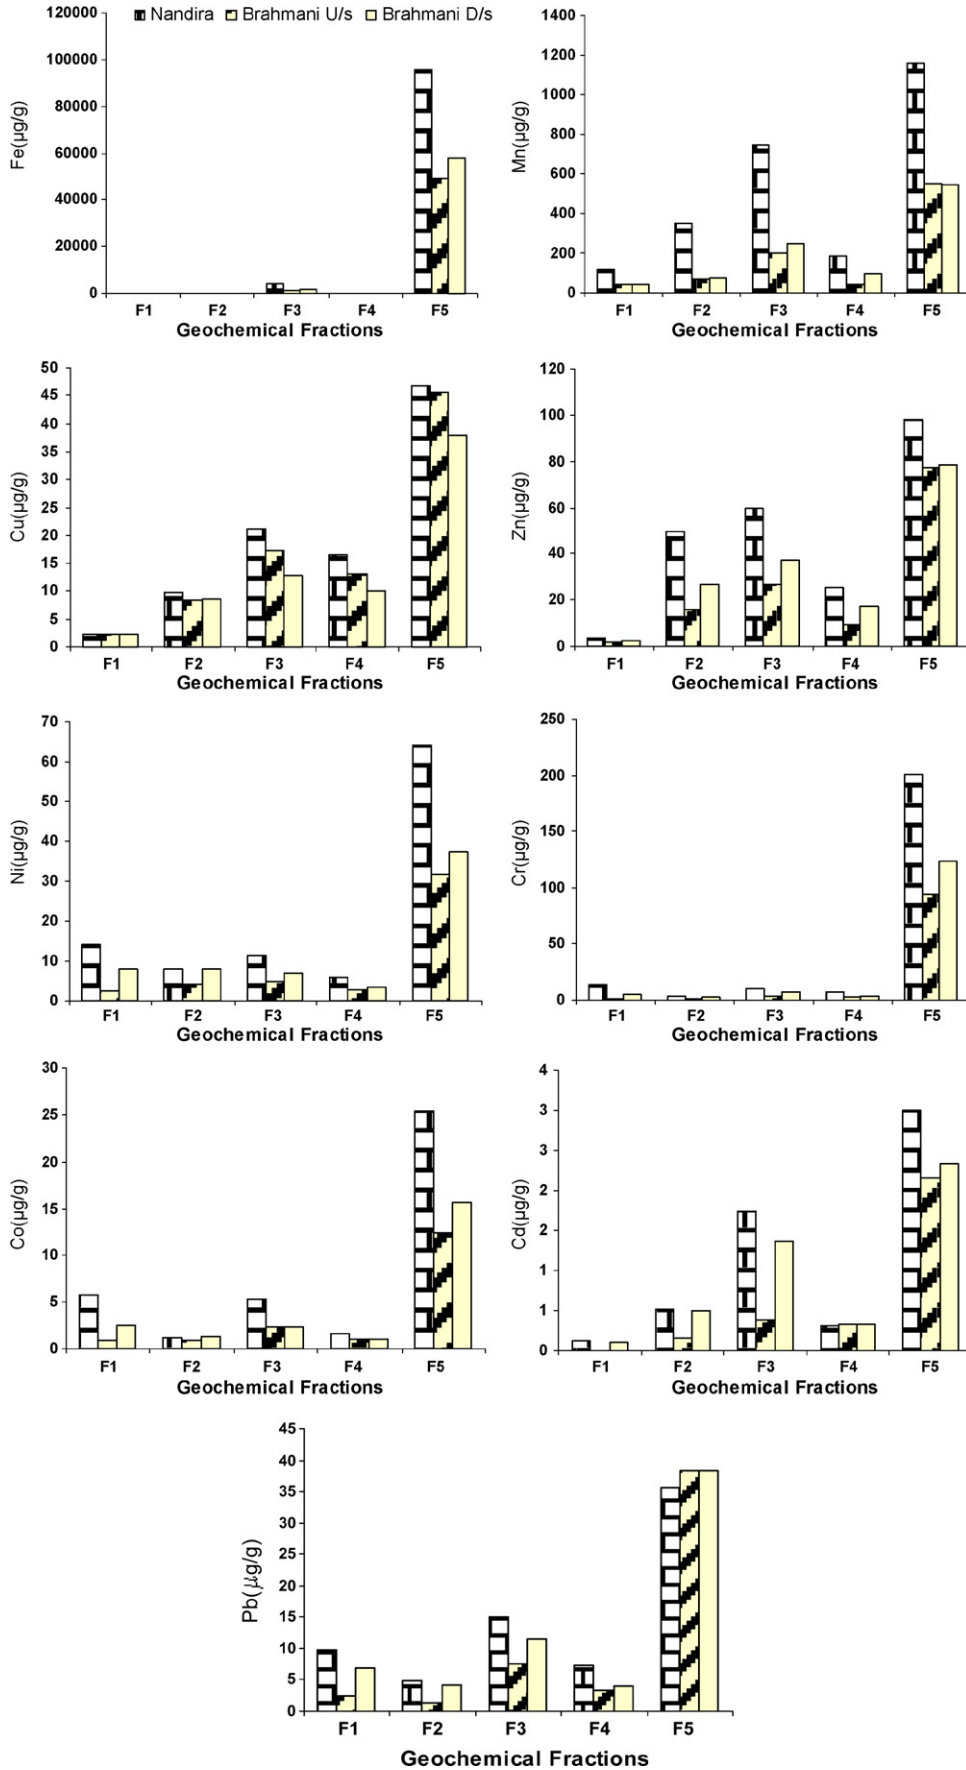 Nandira Brahmani U/s Brahmani D/s
Fe(µg/g)
120000
100000
80000
60000
40000
20000
0
F1 F2 F3 F4 F5
Geochemical Fractions
Mn(µg/g)
1400
1200
1000
800
600
400
200
0
F1 F2 F3 F4 F5
Geochemical Fractions
Cu(µg/g)
50
45
40
35
30
25
20
15
10
5
0
F1 F2 F3 F4 F5
Geochemical Fractions
Zn(µg/g)
120
100
80
60
40
20
0
F1 F2 F3 F4 F5
Geochemical Fractions
Ni(µg/g)
70
60
50
40
30
20
10
0
F1 F2 F3 F4 F5
Geochemical Fractions
Cr(µg/g)
250
200
150
100
50
0
F1 F2 F3 F4 F5
Geochemical Fractions
Co(µg/g)
30
25
20
15
10
5
0
F1 F2 F3 F4 F5
Geochemical Fractions
Cd(µg/g)
4
3
3
2
2
1
1
0
F1 F2 F3 F4 F5
Geochemical Fractions
Pb(µg/g)
45
40
35
30
25
20
15
10
5
0
F1 F2 F3 F4 F5
Geochemical Fractions